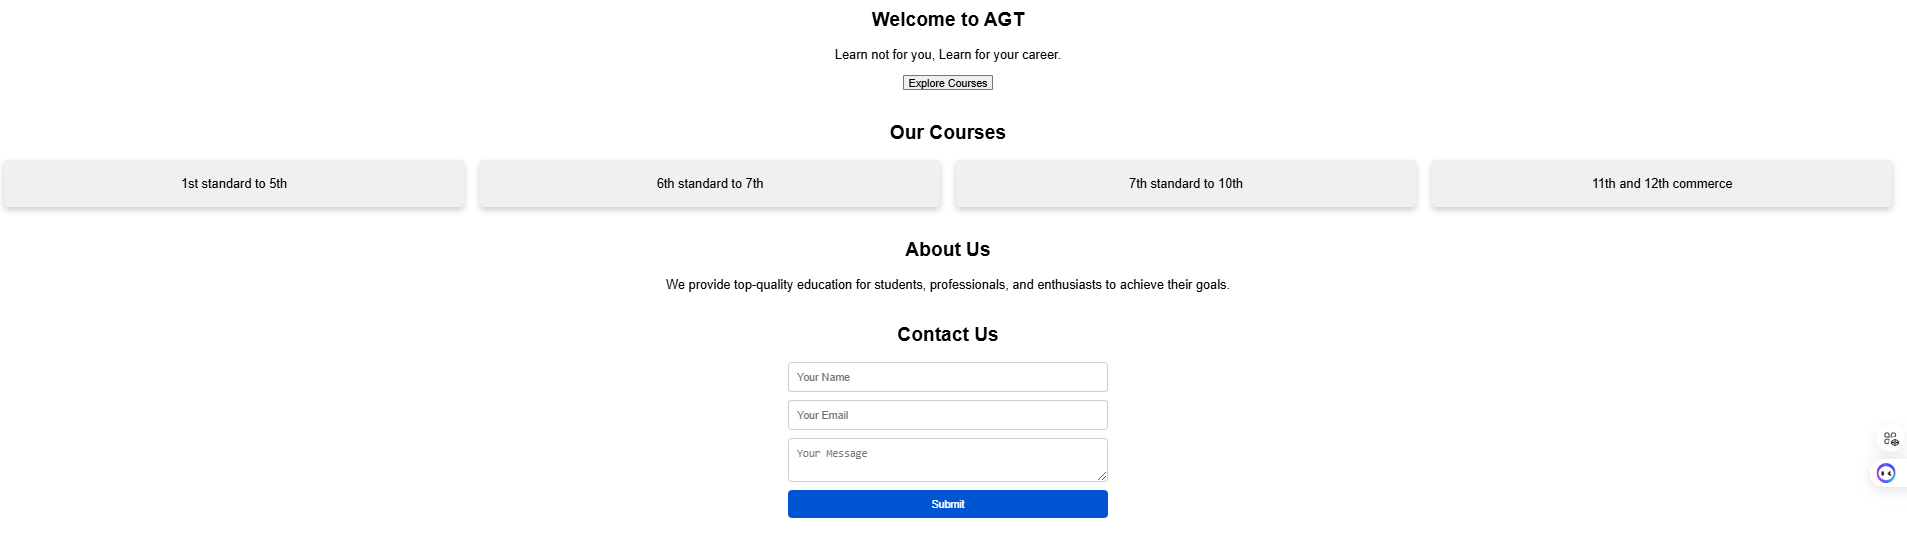 Welcome to AGT
Learn not for you, Learn for your career.
Explore Courses
Our Courses
1st standard to 5th
6th standard to 7th
7th standard to 10th
11th and 12th commerce
About Us
We provide top-quality education for students, professionals, and enthusiasts to achieve their goals.
Contact Us
Your Name
Your Email
Your Message
Submit